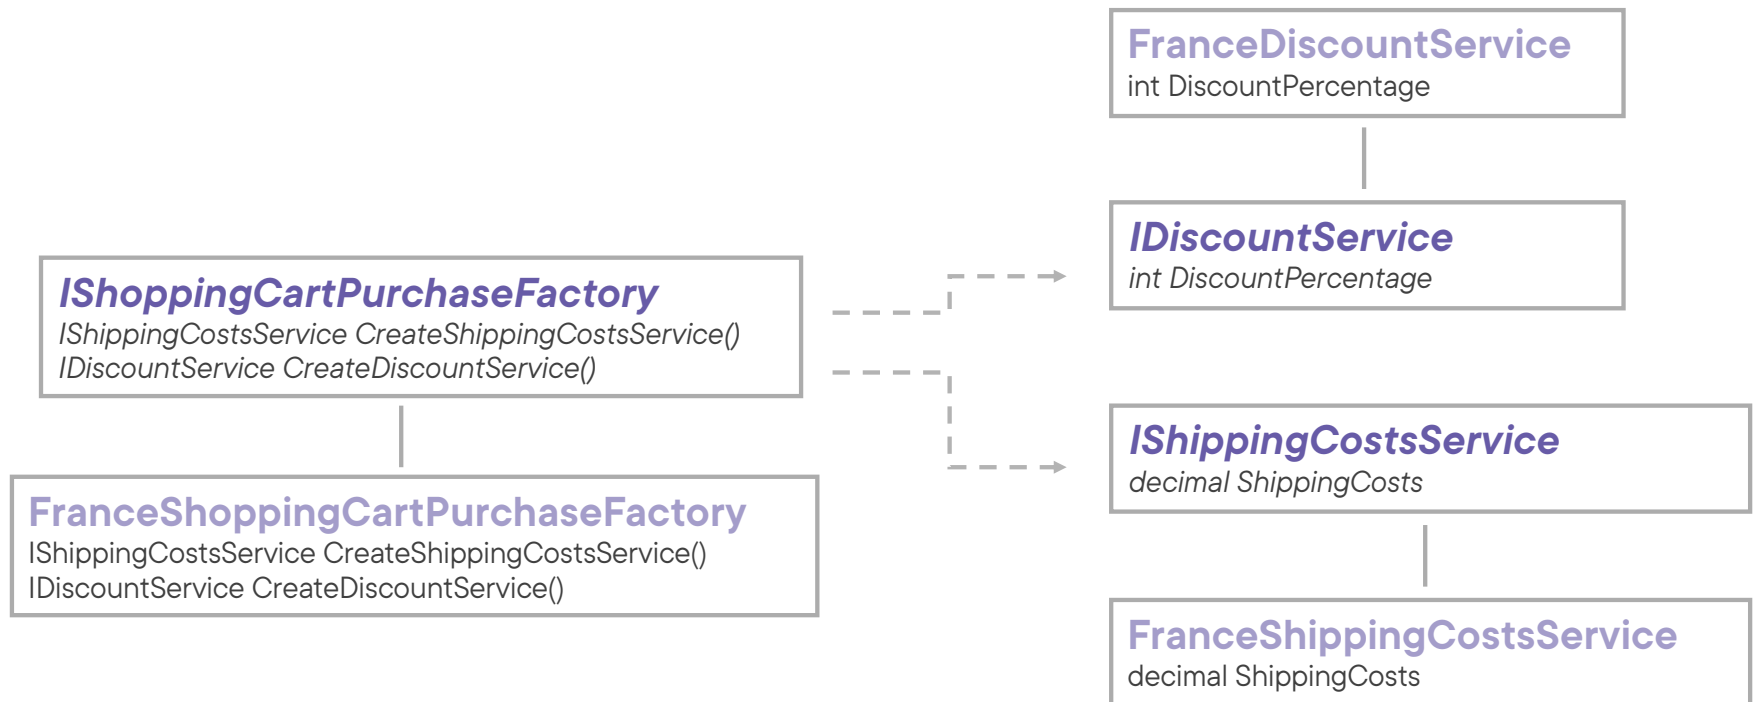 FranceDiscountService
int DiscountPercentage
IDiscountService
int DiscountPercentage
IShoppingCartPurchaseFactory
IShippingCostsService CreateShippingCostsService()
IDiscountService CreateDiscountService()
IShippingCostsService
decimal ShippingCosts
FranceShoppingCartPurchaseFactory
IShippingCostsService CreateShippingCostsService()
IDiscountService CreateDiscountService()
FranceShippingCostsService
decimal ShippingCosts